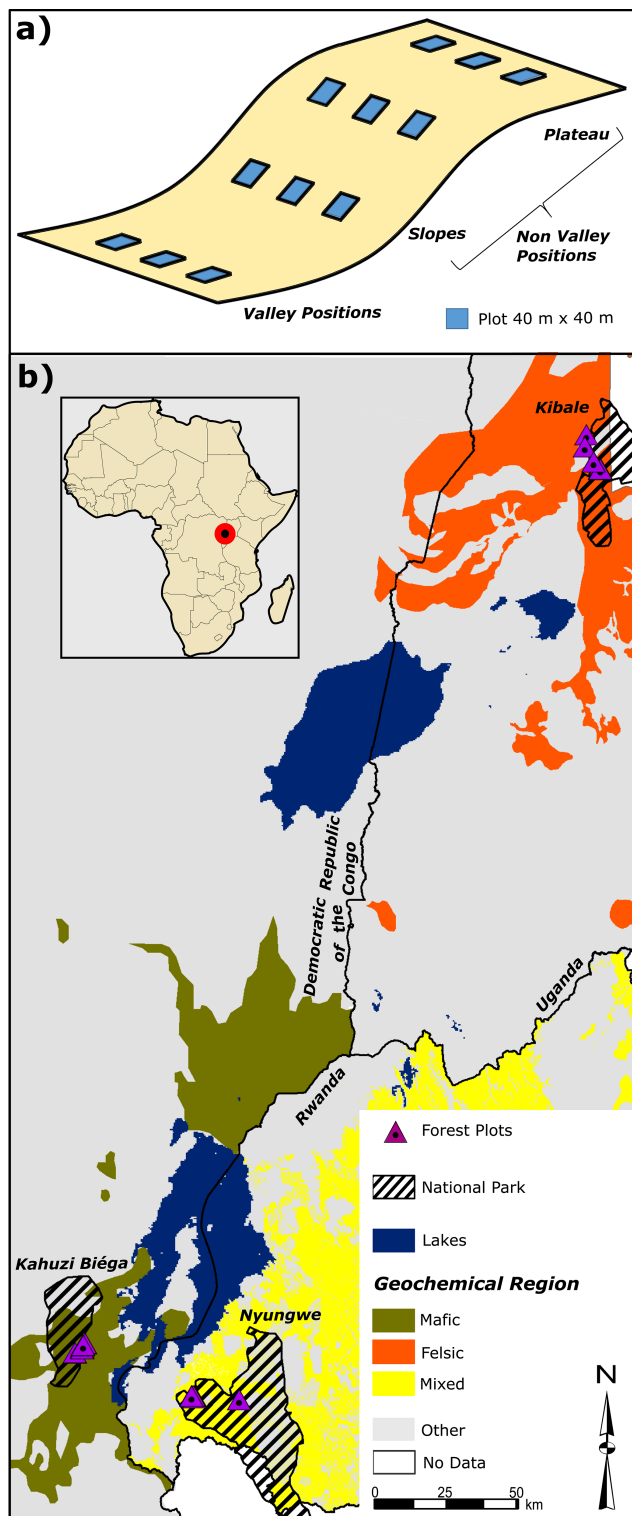 a)
Plateau
Slopes
Non Valley
Positions
Valley Positions
Plot 40 m x 40 m
b)
Kibale
Democratic Republic
of the Congo
Uganda
Rwanda
Kahuzi Biéga
Nyungwe
Forest Plots
National Park
Lakes
Geochemical Region
Mafic
Felsic
Mixed
Other
No Data
N
0 25 50
km